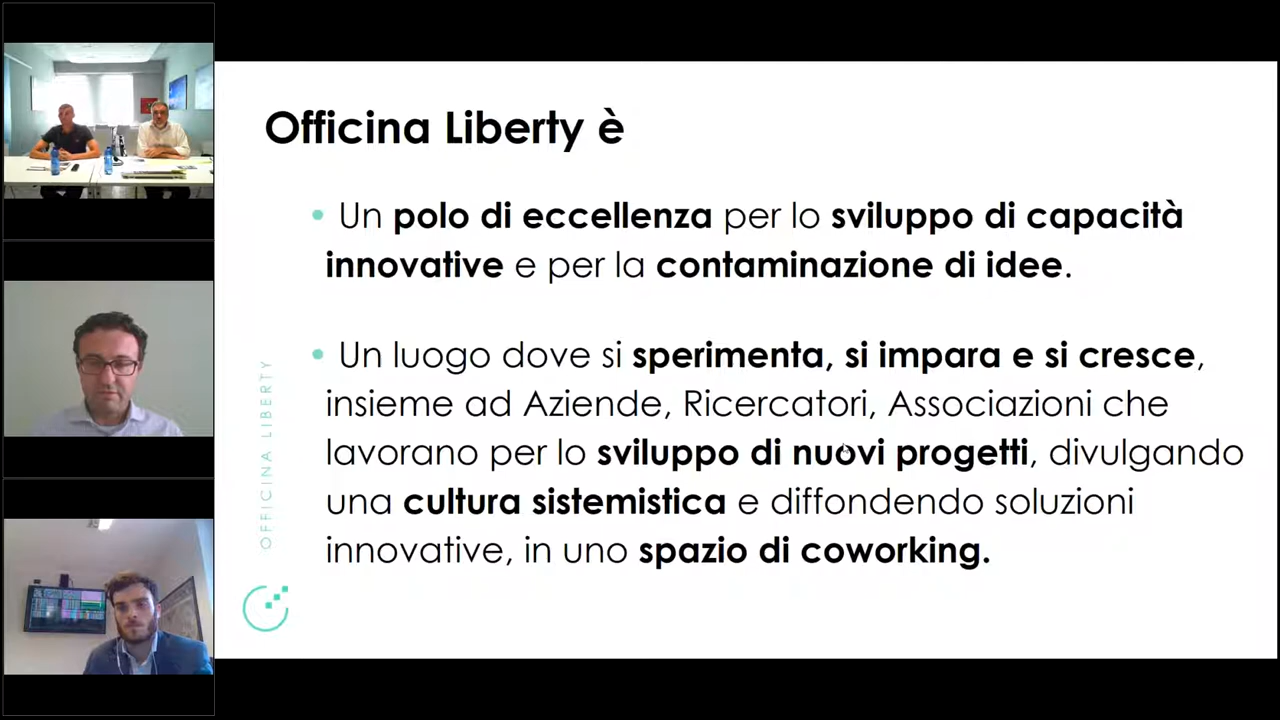 Officina Liberty è
• Un polo di eccellenza per lo sviluppo di capacità
innovative e per la contaminazione di idee.
• Un luogo dove si sperimenta, si impara e si cresce,
insieme ad Aziende, Ricercatori, Associazioni che
lavorano per lo sviluppo di nuovi progetti, divulgando
una cultura sistemistica e diffondendo soluzioni
innovative, in uno spazio di coworking.
OFFICINA LIBERTY